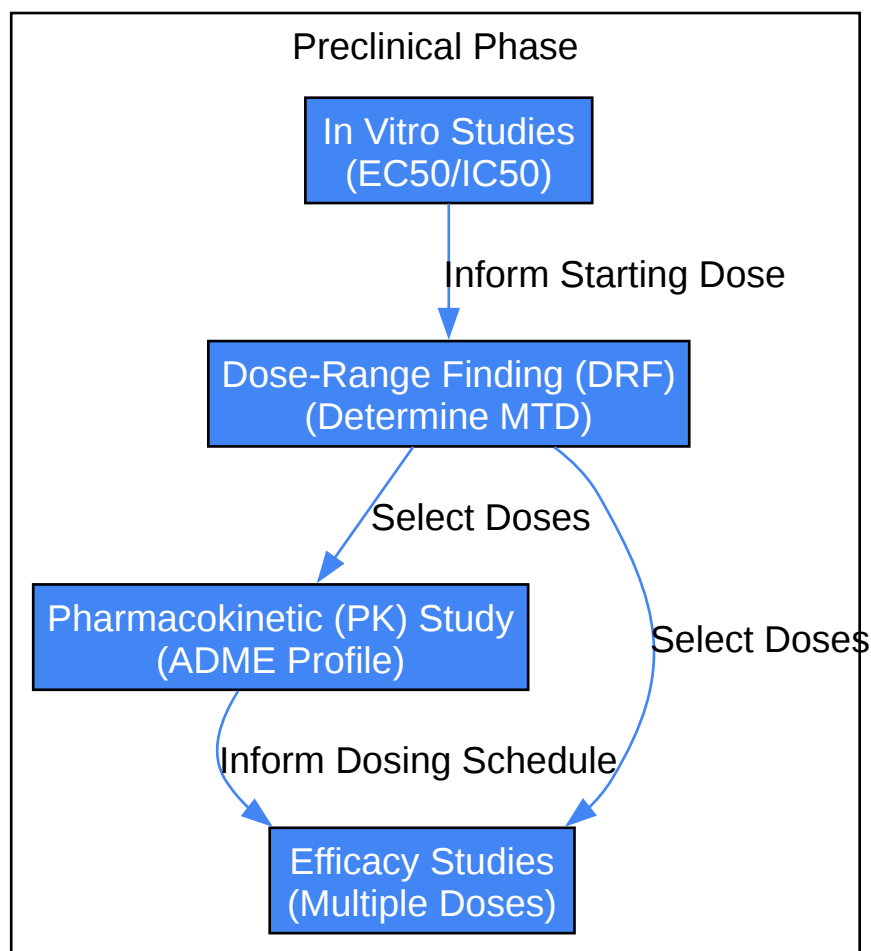 Preclinical Phase
In Vitro Studies
(EC50/IC50)
Inform Starting Dose
Dose-Range Finding (DRF)
(Determine MTD)
Select Doses
Pharmacokinetic (PK) Study
(ADME Profile)
Select Doses
Inform Dosing Schedule
Efficacy Studies
(Multiple Doses)